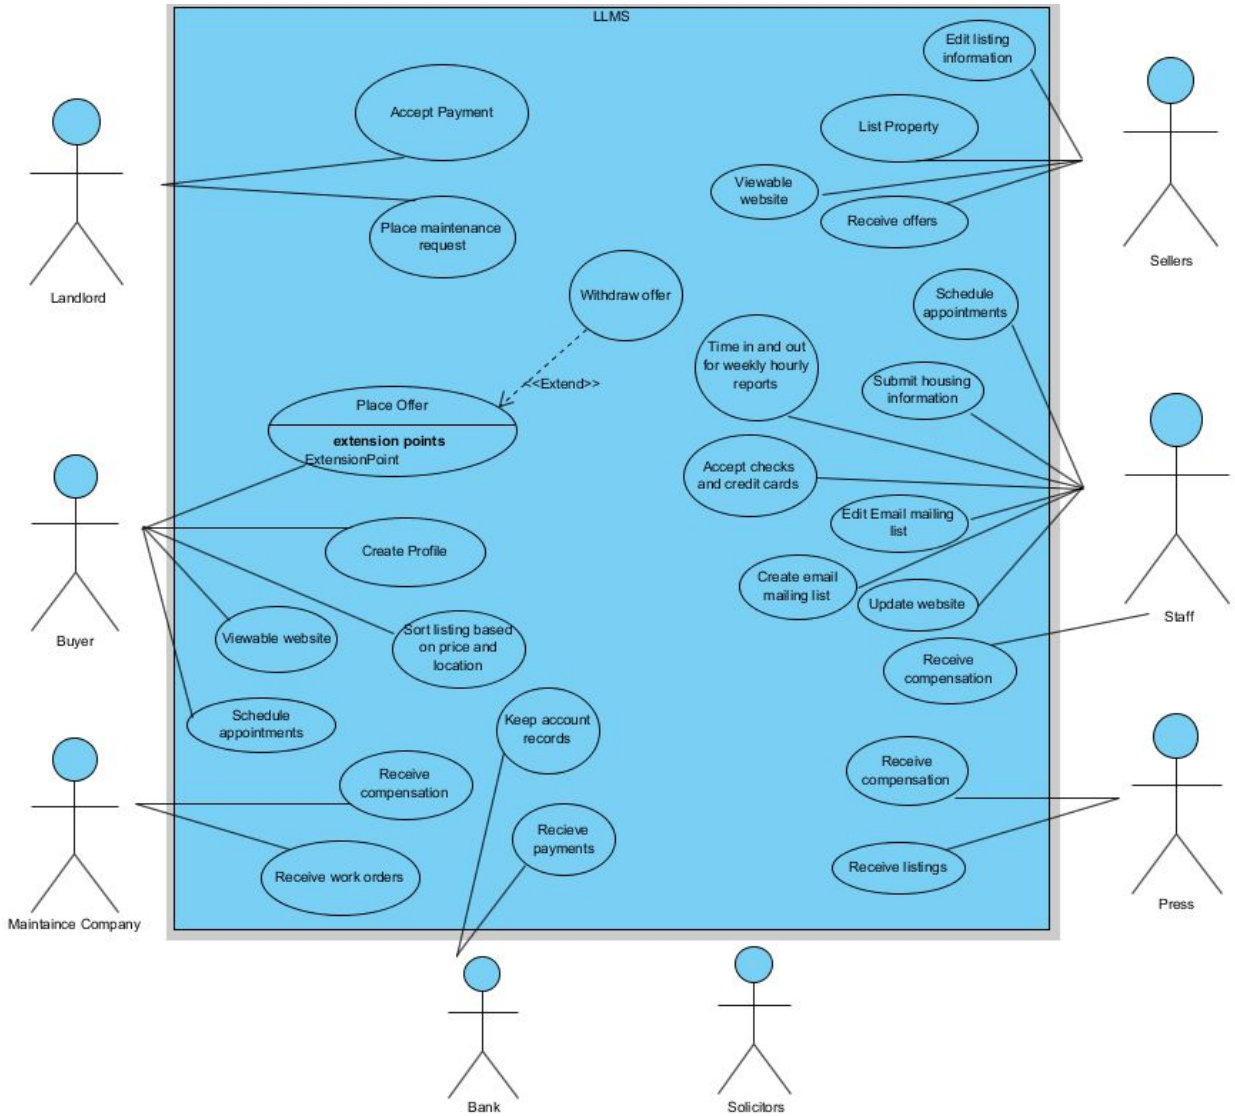 LLMS
Edit listing
information
Accept Payment
List Property
Viewable
website
Receive offers
Place maintenance
request
Landlord
Sellers
Withdraw offer
Schedule
appointments
Time in and out
for weekly hourly
reports
Submit housing
information
<<Extend>>
Place Offer
extension points
ExtensionPoint
Accept checks
and credit cards
Edit Email mailing
list
Create Profile
Create email
mailing list
Update website
Staff
Buyer
Viewable website
Sort listing based
on price and
location
Receive
compensation
Schedule
appointments
Keep account
records
Receive
compensation
Receive
compensation
Recieve
payments
Receive work orders
Receive listings
Maintaince Company
Press
Bank
Solicitors